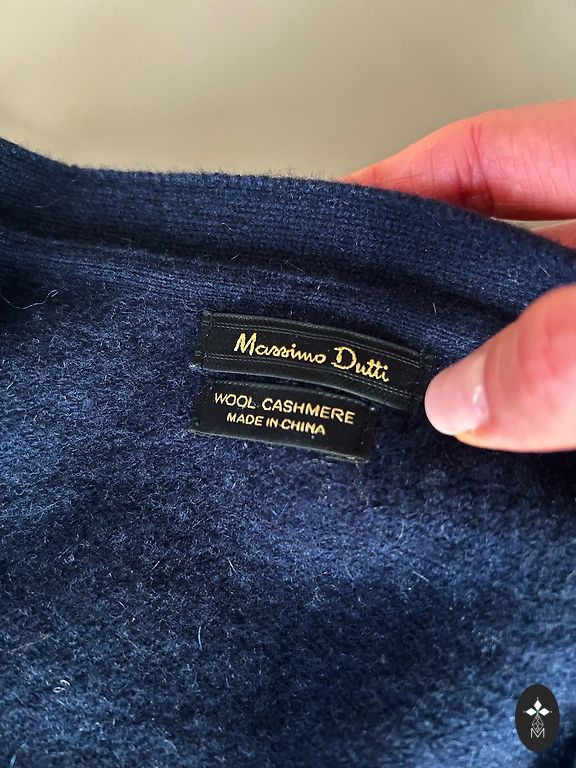 Massimo Dutti
WOOL CASHMERE
MADE IN CHINA
M